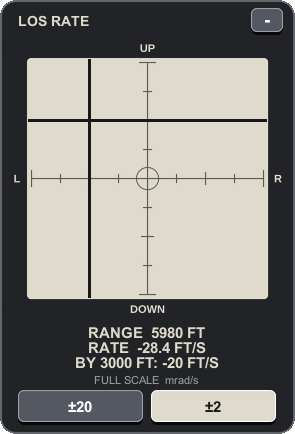 LOS RATE
-
UP
L
R
DOWN
RANGE 5980 FT
RATE -28.4 FT/S
BY 3000 FT: -20 FT/S
FULL SCALE mrad/s
±20
±2